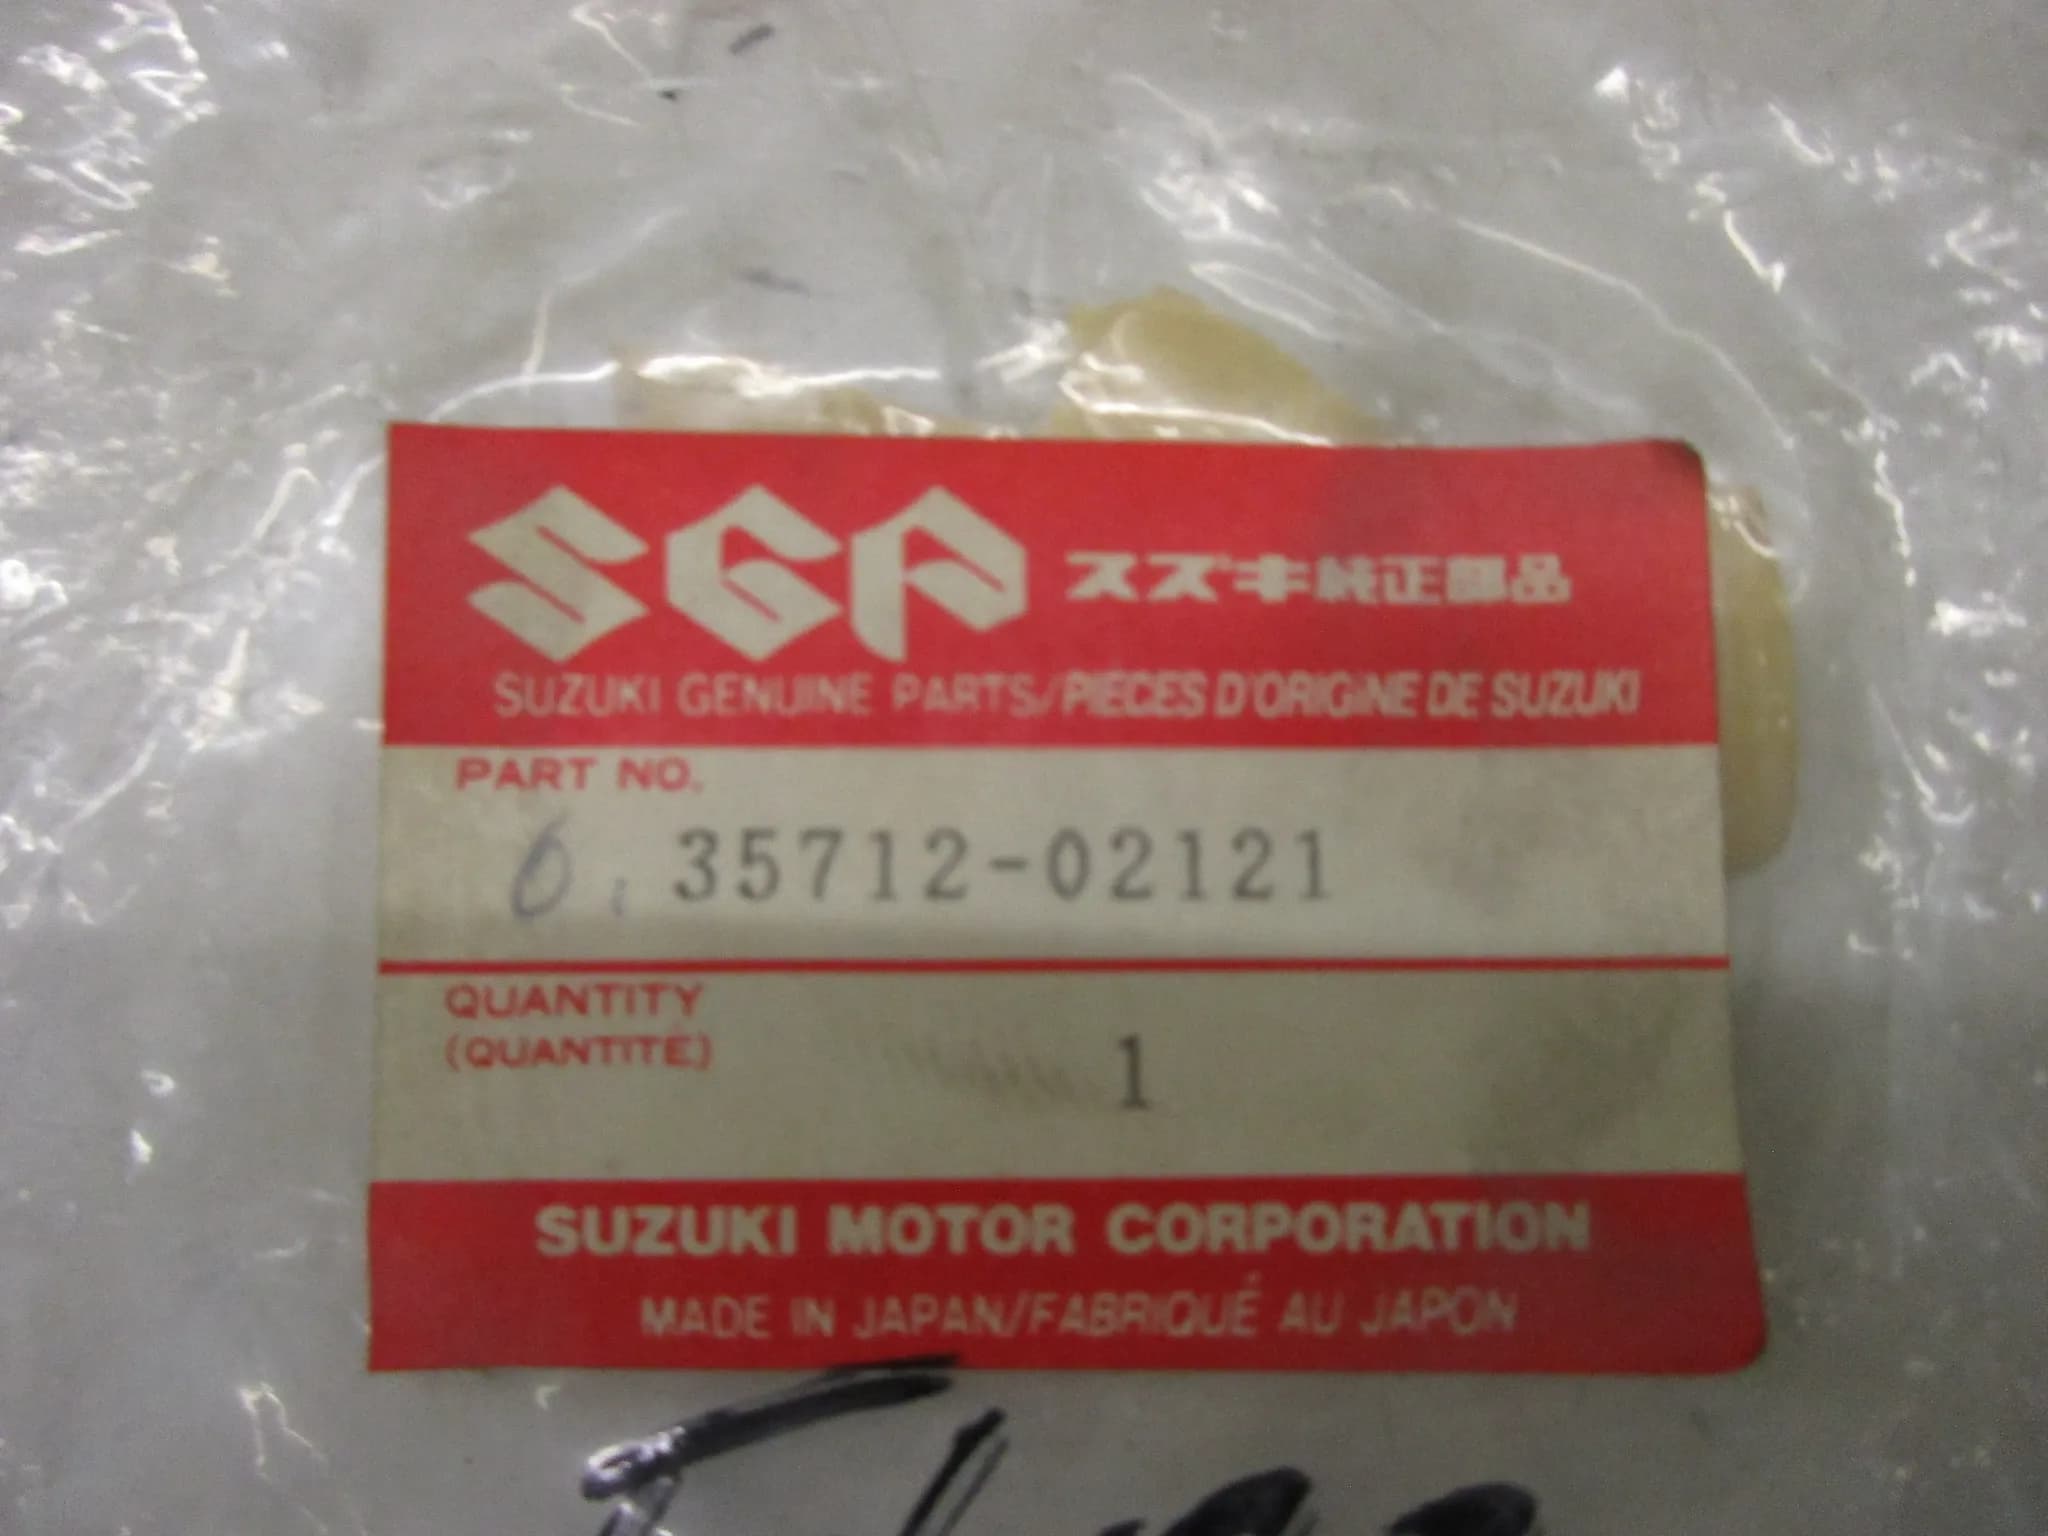 SGP スズキ純正部品
SUZUKI GENUINE PARTS/PIÈCES D'ORIGINE DE SUZUKI
PART NO.
6. 35712-02121
QUANTITY
(QUANTITÉ)
1
SUZUKI MOTOR CORPORATION
MADE IN JAPAN/FABRIQUÉ AU JAPON